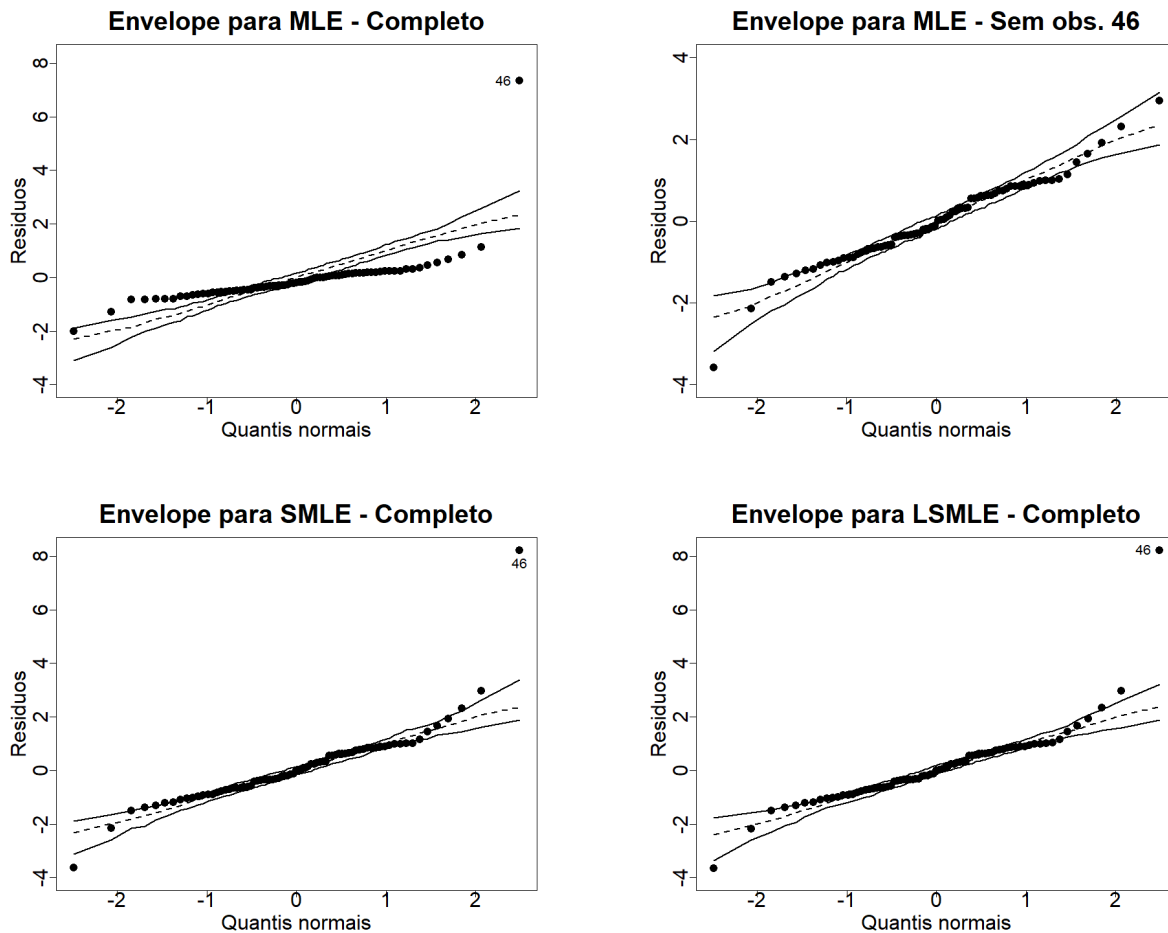 Envelope para MLE - Completo
8
6
4
2
0
-2
-4
Residuos
46
-2 -1 0 1 2
Quantis normais
Envelope para MLE - Sem obs. 46
4
2
0
-2
-4
Residuos
-2 -1 0 1 2
Quantis normais
Envelope para SMLE - Completo
8
6
4
2
0
-2
-4
Residuos
46
-2 -1 0 1 2
Quantis normais
Envelope para LSMLE - Completo
8
6
4
2
0
-2
-4
Residuos
46
-2 -1 0 1 2
Quantis normais